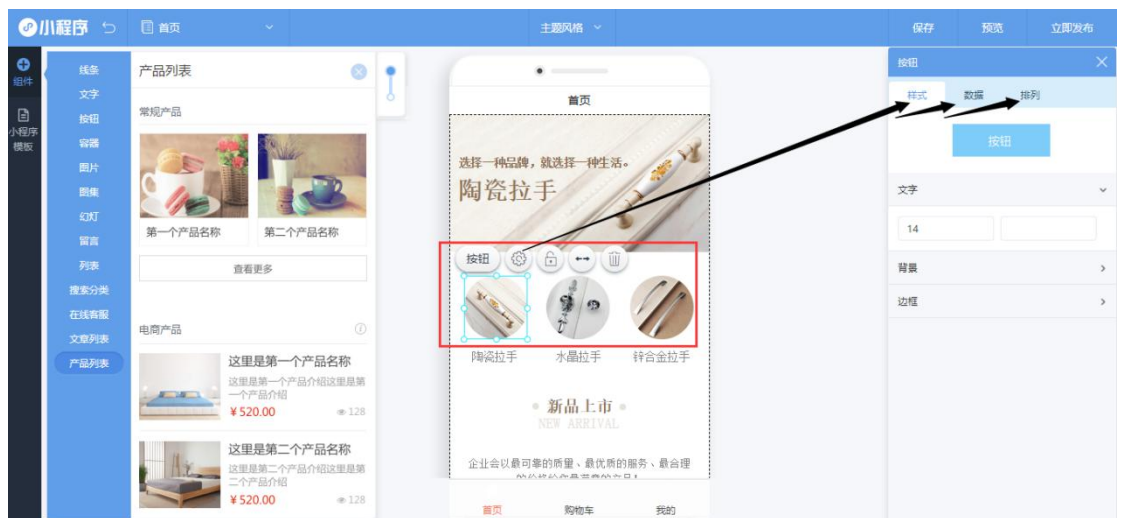 小程序
首页
主题风格
保存
预览
立即发布
组件
小程序
模板
线条
文字
按钮
容器
图片
图集
幻灯
留言
列表
搜索分类
在线客服
文章列表
产品列表
产品列表
常规产品
第一个产品名称
第二个产品名称
查看更多
电商产品
这里是第一个产品名称
这里是第一个产品介绍这里是第
一个产品介绍
¥ 520.00
128
这里是第二个产品名称
这里是第二个产品介绍这里是第
二个产品介绍
¥ 520.00
128
首页
选择一种品牌，就选择一种生活。
陶瓷拉手
按钮
陶瓷拉手
水晶拉手
锌合金拉手
新品上市
NEW ARRIVAL
企业会以最可靠的质量、最优质的服务、最合理
首页
购物车
我的
按钮
样式
数据
排列
按钮
文字
14
背景
边框